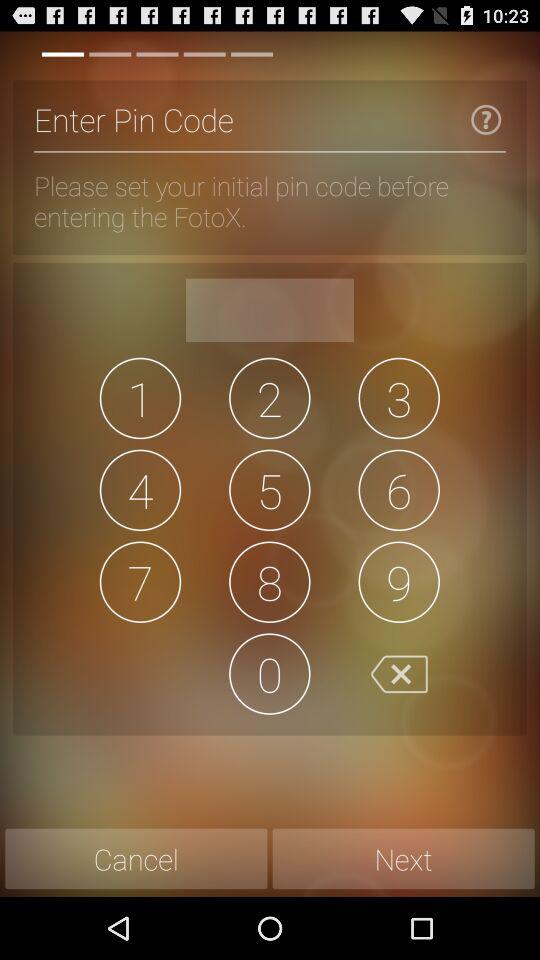 10:23
Enter Pin Code
?
Please set your initial pin code before
entering the FotoX.
1 2 3
4 5 6
7 8 9
0
Cancel Next